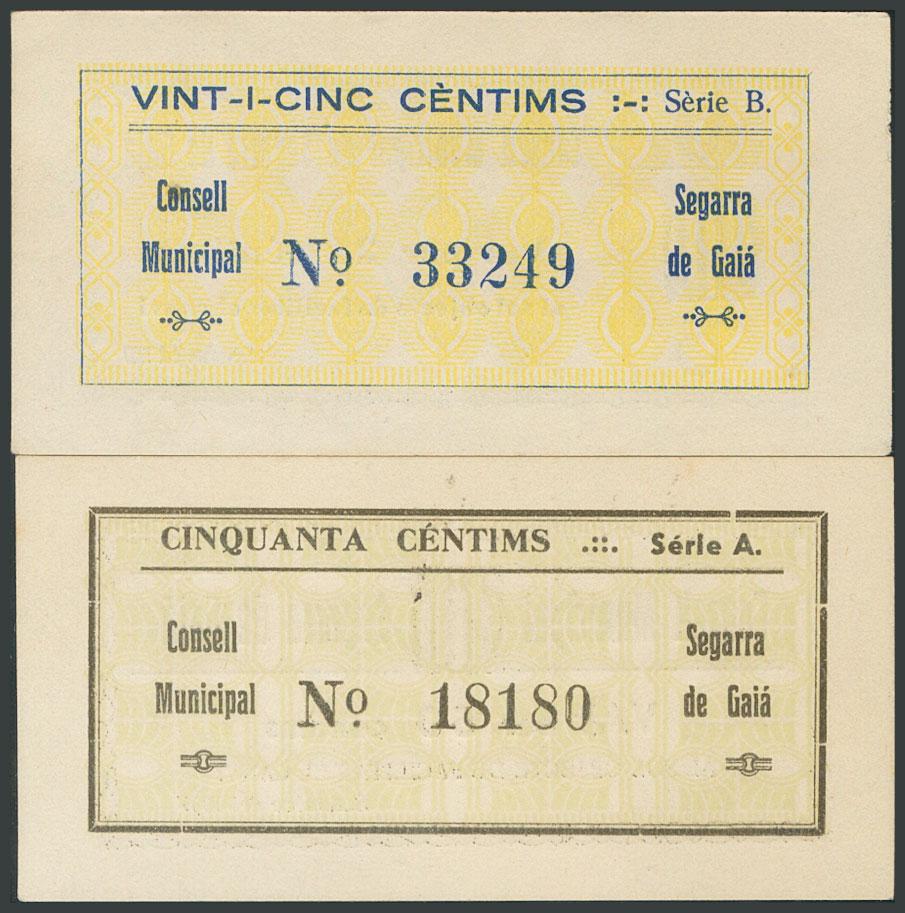 VINT-I-CINC CÈNTIMS :-: Sèrie B.
Consell Municipal
Nº 33249
Segarra de Gaiá
CINQUANTA CÉNTIMS .::. Série A.
Consell Municipal
Nº 18180
Segarra de Gaiá